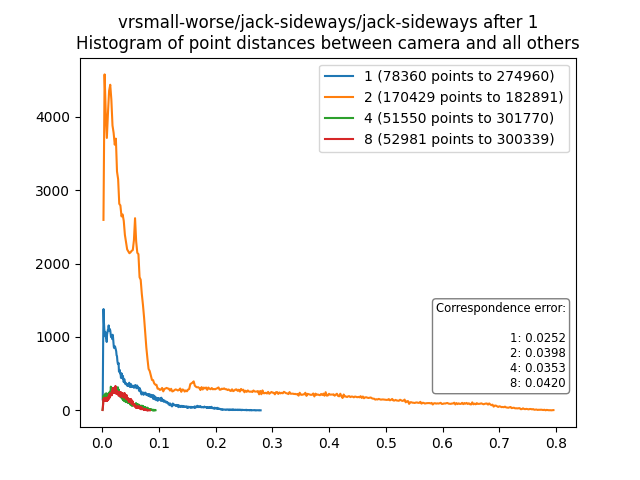 vrsmall-worse/jack-sideways/jack-sideways after 1
Histogram of point distances between camera and all others
1 (78360 points to 274960)
2 (170429 points to 182891)
4 (51550 points to 301770)
8 (52981 points to 300339)
4000
3000
2000
1000
0
Correspondence error:
1: 0.0252
2: 0.0398
4: 0.0353
8: 0.0420
0.0 0.1 0.2 0.3 0.4 0.5 0.6 0.7 0.8